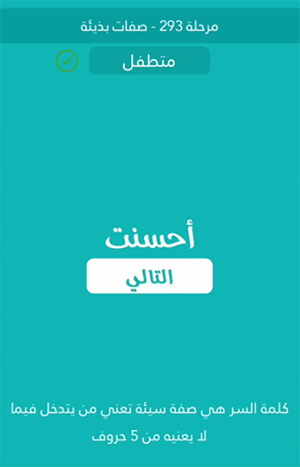 مرحلة 293 - صفات بذيئة
متطفل
أحسنت
التالي
كلمة السر هي صفة سيئة تعني من يتدخل فيما
لا يعنيه من 5 حروف